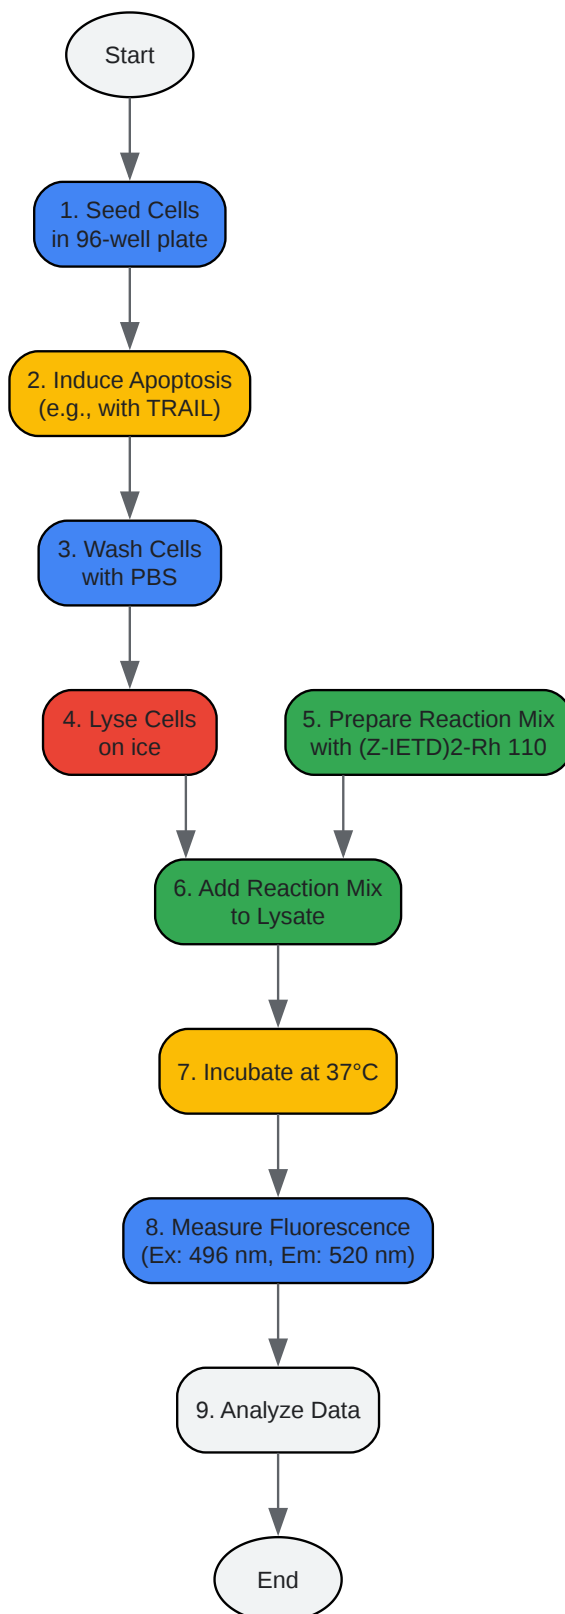 Start
1. Seed Cells
in 96-well plate
2. Induce Apoptosis
(e.g., with TRAIL)
3. Wash Cells
with PBS
4. Lyse Cells
on ice
5. Prepare Reaction Mix
with (Z-IETD)2-Rh 110
6. Add Reaction Mix
to Lysate
7. Incubate at 37°C
8. Measure Fluorescence
(Ex: 496 nm, Em: 520 nm)
9. Analyze Data
End